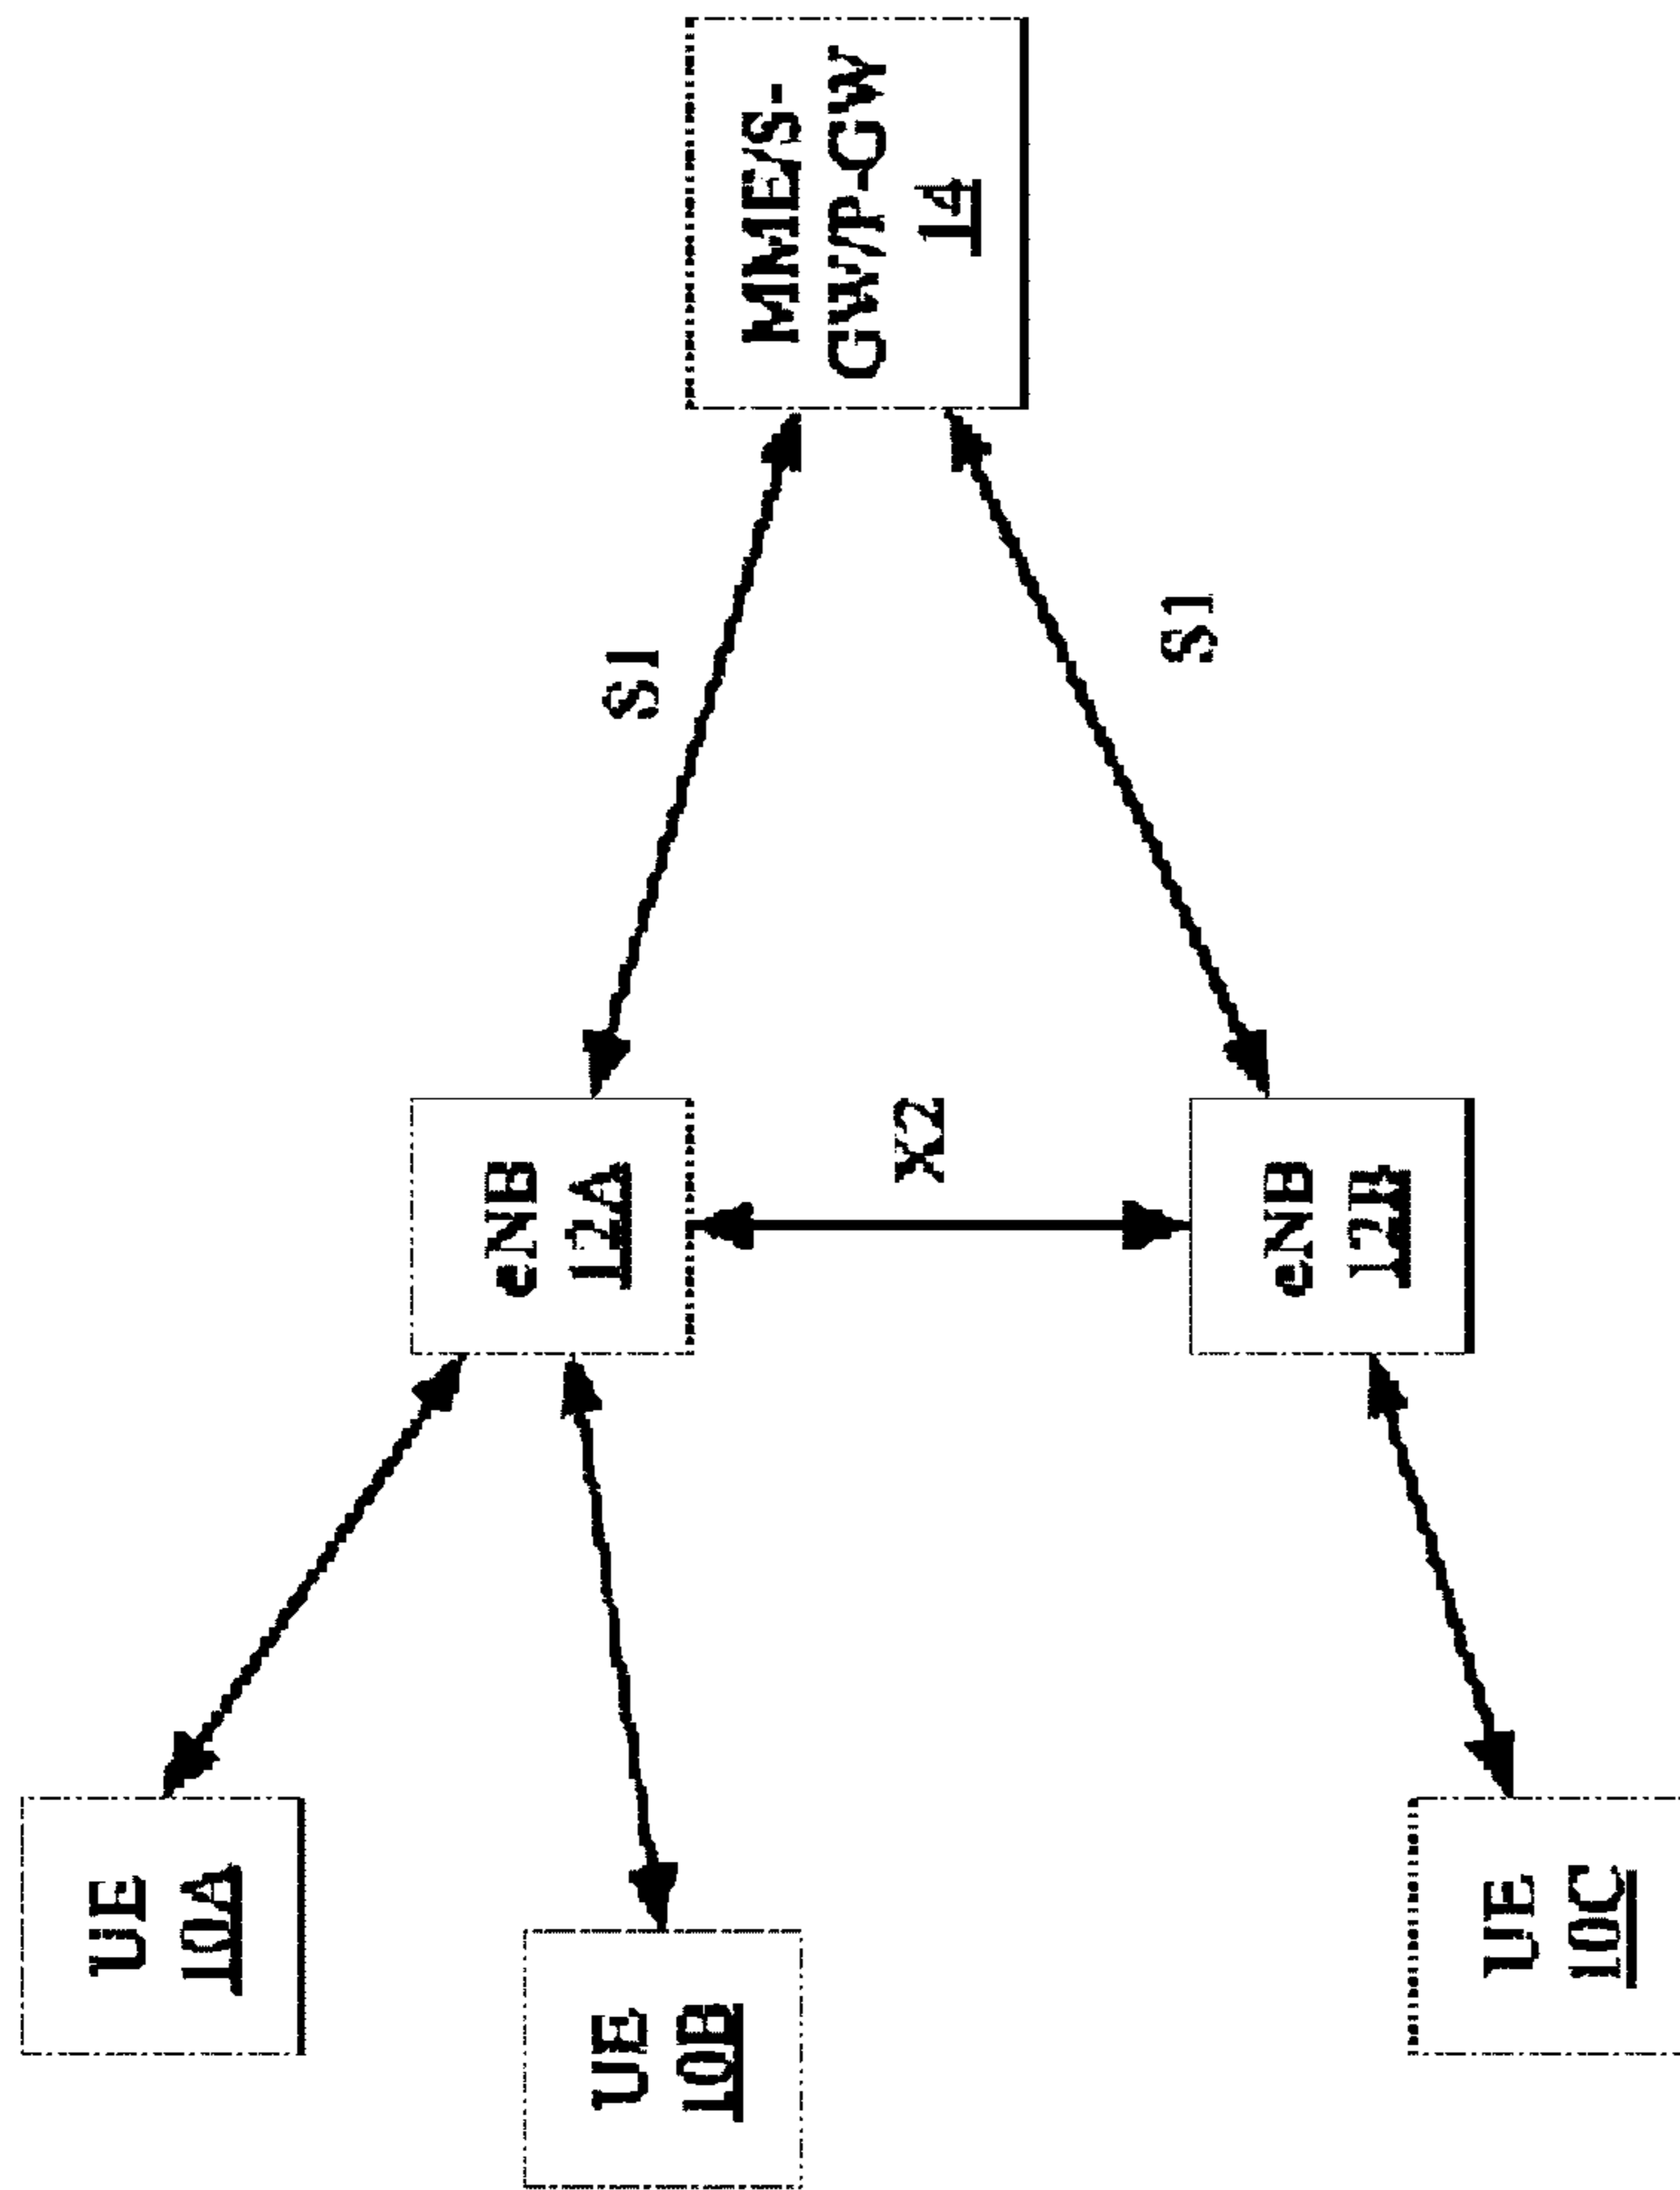 UE
10A
eNB
12A
UE
10B
S1
MME/S-
GW/P-GW
14
X2
S1
eNB
12B
UE
10C